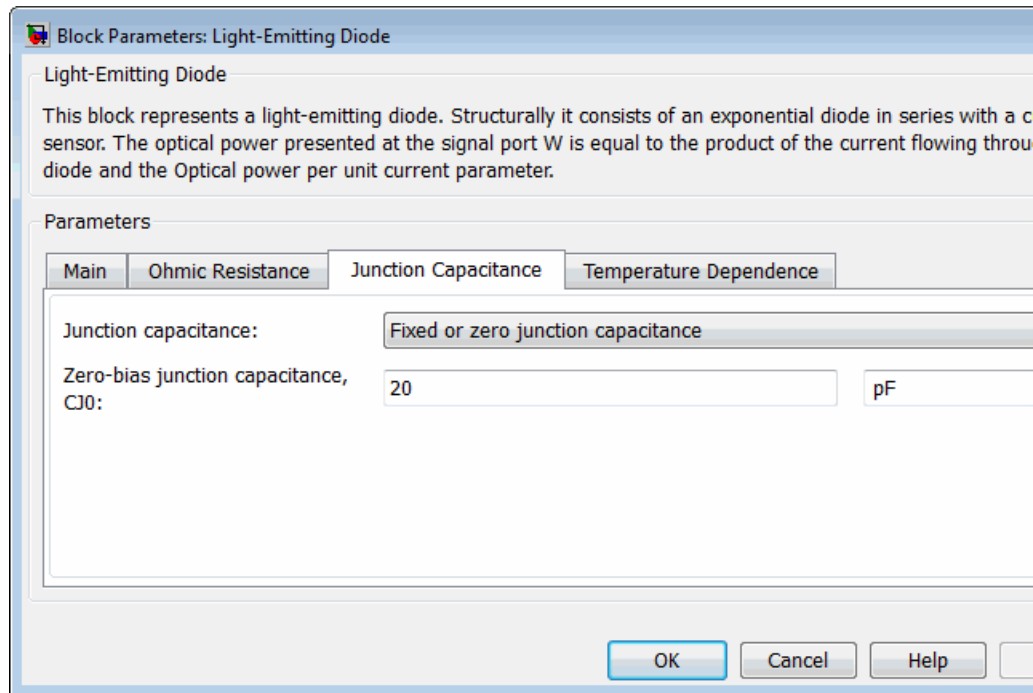 Block Parameters: Light-Emitting Diode
Light-Emitting Diode
This block represents a light-emitting diode. Structurally it consists of an exponential diode in series with a c
sensor. The optical power presented at the signal port W is equal to the product of the current flowing throu
diode and the Optical power per unit current parameter.
Parameters
Main Ohmic Resistance Junction Capacitance Temperature Dependence
Junction capacitance: Fixed or zero junction capacitance
Zero-bias junction capacitance,
CJ0: 20 pF
OK Cancel Help